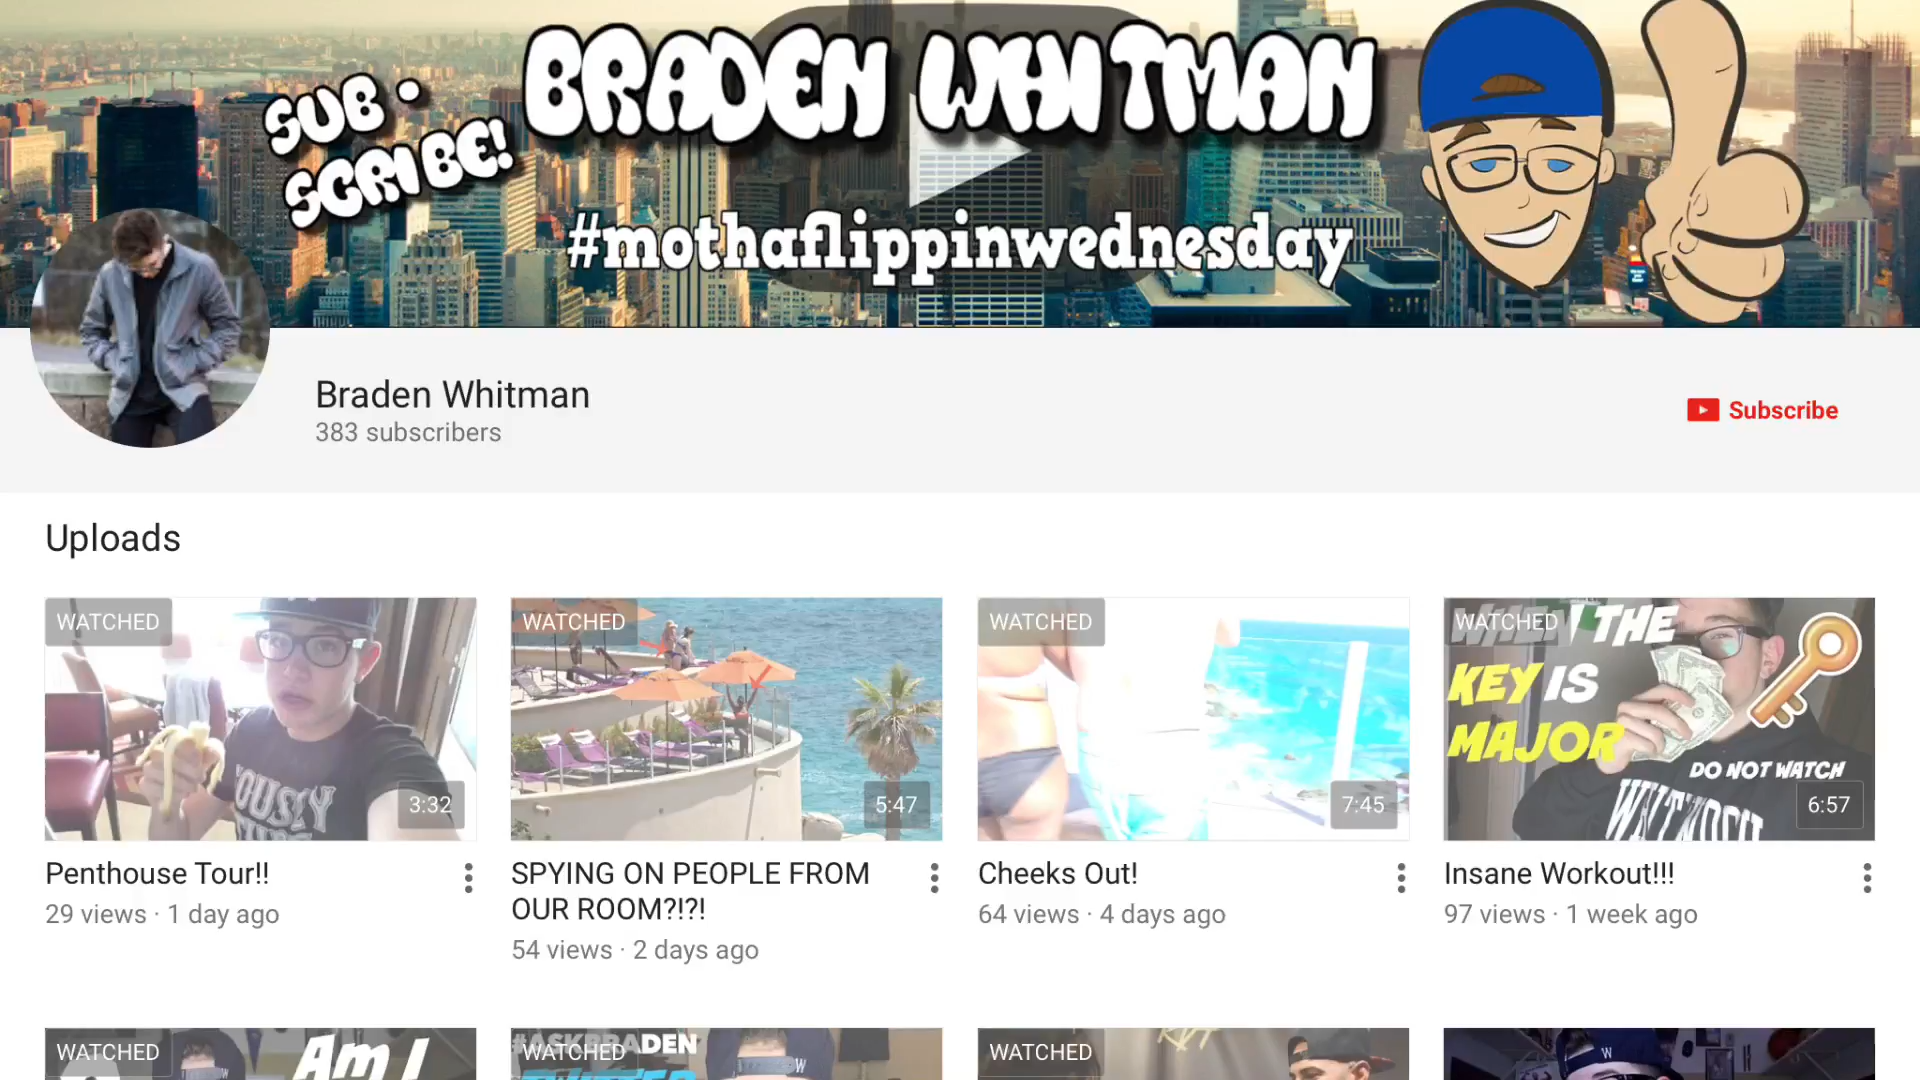 SUB -
SCRIBE!
BRADEN WHITMAN
#mothaflippinwednesday
Braden Whitman
383 subscribers
Subscribe
Uploads
WATCHED
3:32
Penthouse Tour!!
29 views · 1 day ago
WATCHED
5:47
SPYING ON PEOPLE FROM
OUR ROOM?!?!
54 views · 2 days ago
WATCHED
7:45
Cheeks Out!
64 views · 4 days ago
WATCHED
WHEN THE
KEY IS
MAJOR
DO NOT WATCH
6:57
Insane Workout!!!
97 views · 1 week ago
WATCHED
Am I
WATCHED
#ASKBRADEN
TWITTER
W
WATCHED
W